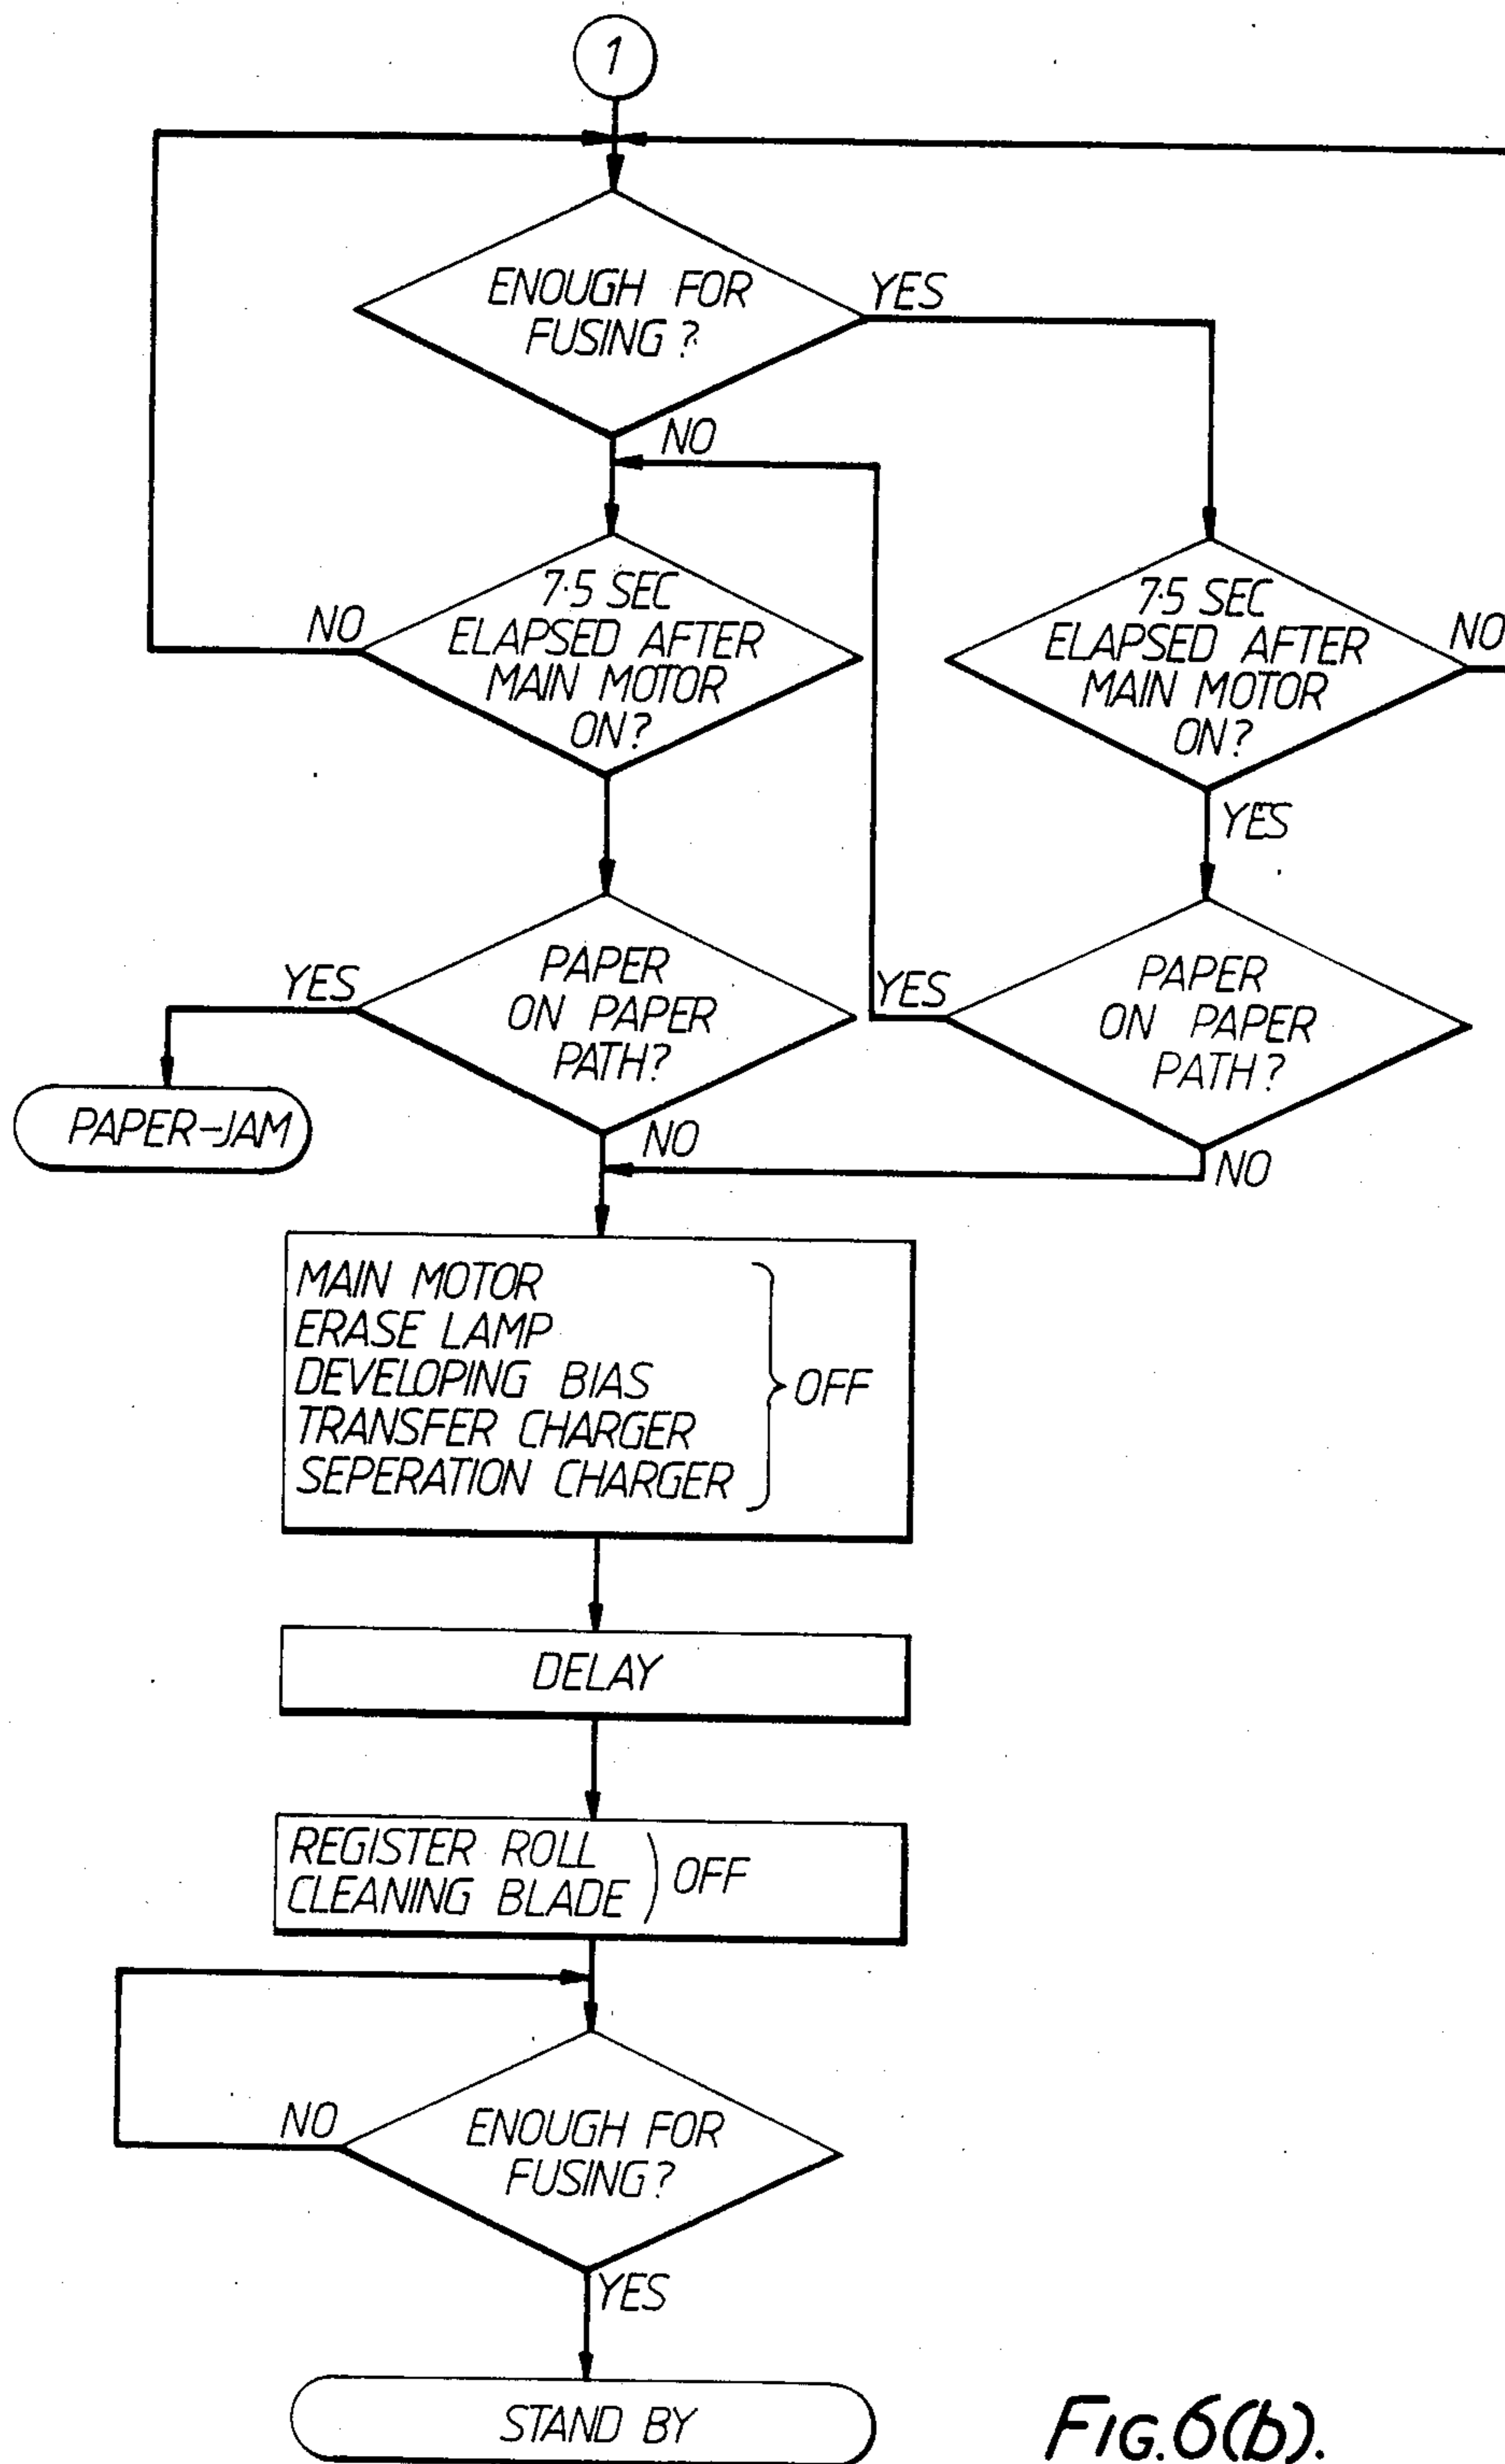 1
ENOUGH FOR
FUSING?
YES
NO
7.5 SEC
ELAPSED AFTER
MAIN MOTOR
ON?
NO
7.5 SEC
ELAPSED AFTER
MAIN MOTOR
ON?
NO
YES
PAPER
ON PAPER
PATH?
YES
PAPER
ON PAPER
PATH?
YES
PAPER-JAM
NO
NO
MAIN MOTOR
ERASE LAMP
DEVELOPING BIAS
TRANSFER CHARGER
SEPERATION CHARGER
OFF
DELAY
REGISTER ROLL
CLEANING BLADE
OFF
ENOUGH FOR
FUSING?
NO
YES
STAND BY
FIG.6(b).